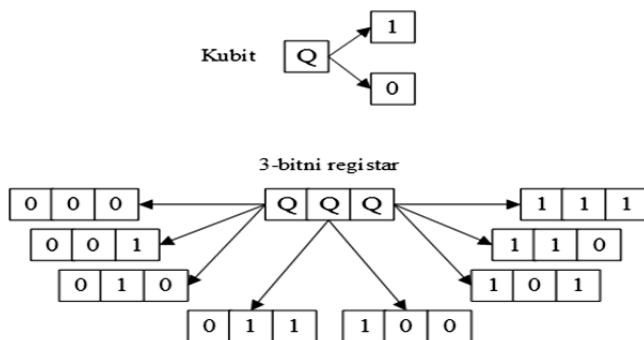 1
Kubit Q
0
3-bitni registar
0 0 0 Q Q Q 1 1 1
0 0 1 1 1 0
0 1 0 1 0 1
0 1 1 1 0 0